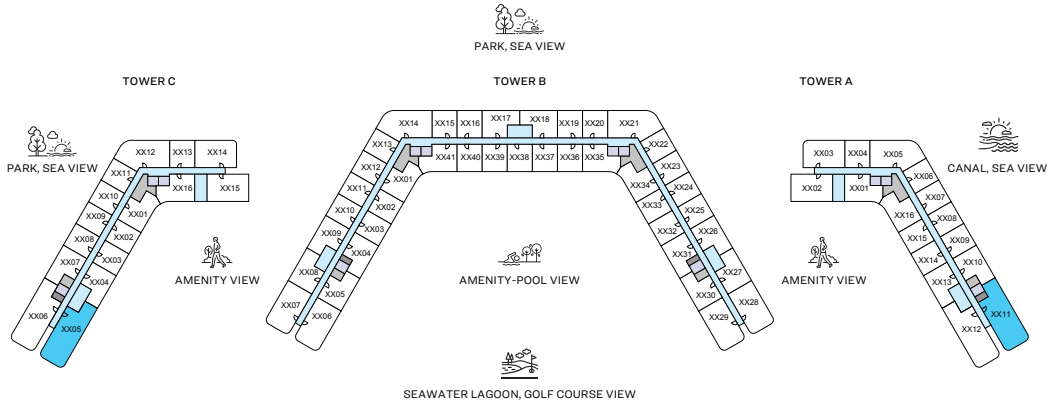 PARK, SEA VIEW
TOWER C
TOWER B
TOWER A
PARK, SEA VIEW
CANAL, SEA VIEW
XX12
XX13
XX14
XX11
XX16
XX15
XX10
XX01
XX09
XX02
XX08
XX03
XX07
XX04
XX06
XX05
AMENITY VIEW
XX14
XX15
XX16
XX17
XX18
XX19
XX20
XX21
XX13
XX41
XX40
XX39
XX38
XX37
XX36
XX35
XX22
XX12
XX01
XX34
XX23
XX11
XX02
XX33
XX24
XX10
XX03
XX32
XX25
XX09
XX04
XX31
XX26
XX08
XX05
XX30
XX27
XX07
XX06
XX29
XX28
AMENITY-POOL VIEW
XX03
XX04
XX05
XX02
XX01
XX06
XX07
XX16
XX08
XX15
XX09
XX14
XX10
XX13
XX11
XX12
AMENITY VIEW
SEAWATER LAGOON, GOLF COURSE VIEW